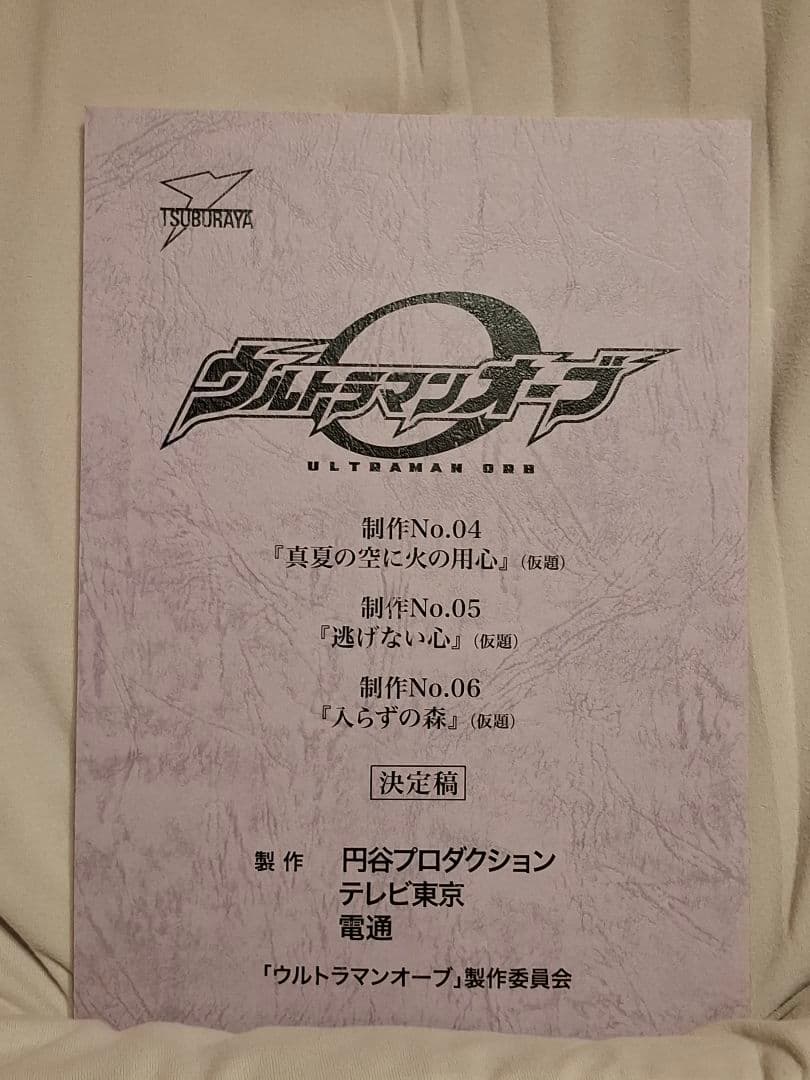 TSUBURAYA
ウルトラマンオーブ
ULTRAMAN ORB
制作No.04
『真夏の空に火の用心』(仮題)
制作No.05
『逃げない心』(仮題)
制作No.06
『入らずの森』(仮題)
決定稿
製作 円谷プロダクション
テレビ東京
電通
「ウルトラマンオーブ」製作委員会